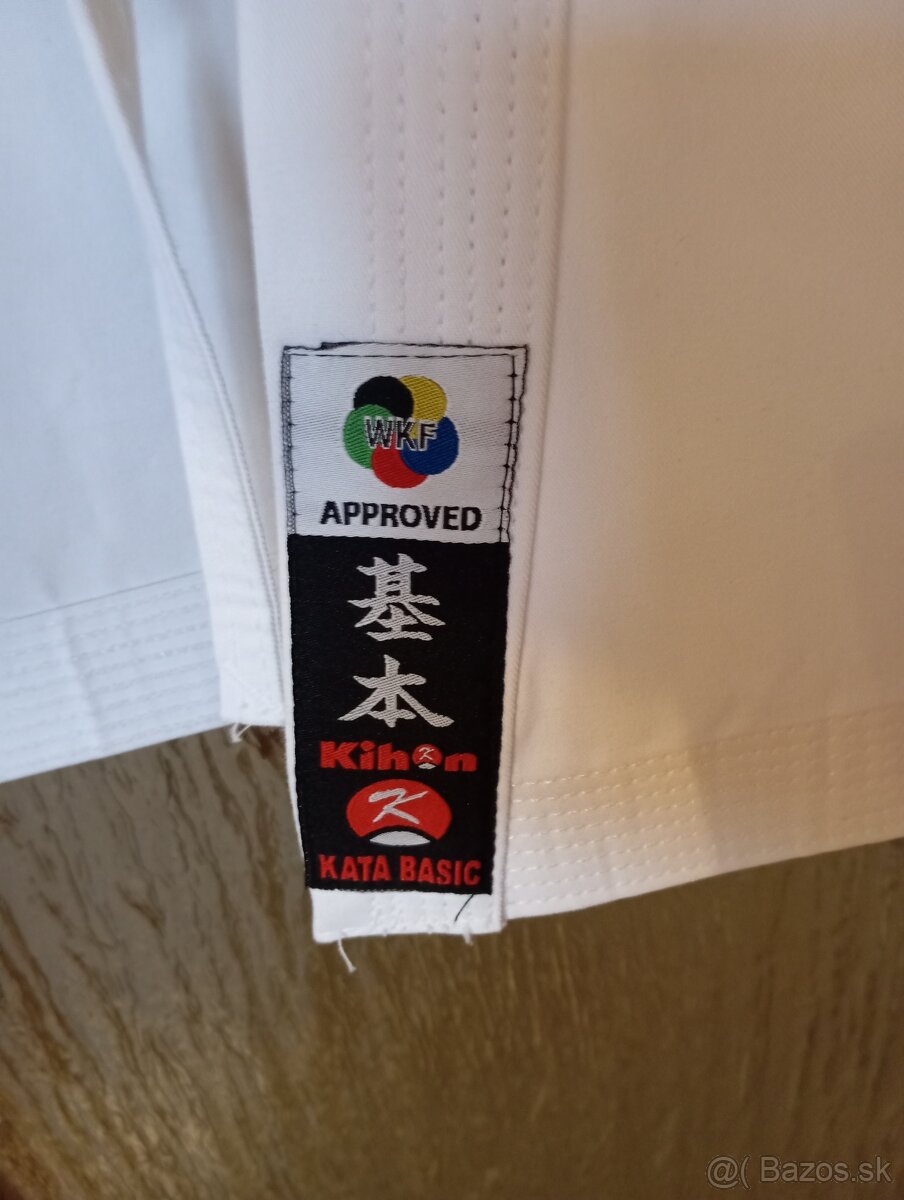 WKF
APPROVED
基
本
Kihon
K
KATA BASIC
@( Bazos.sk